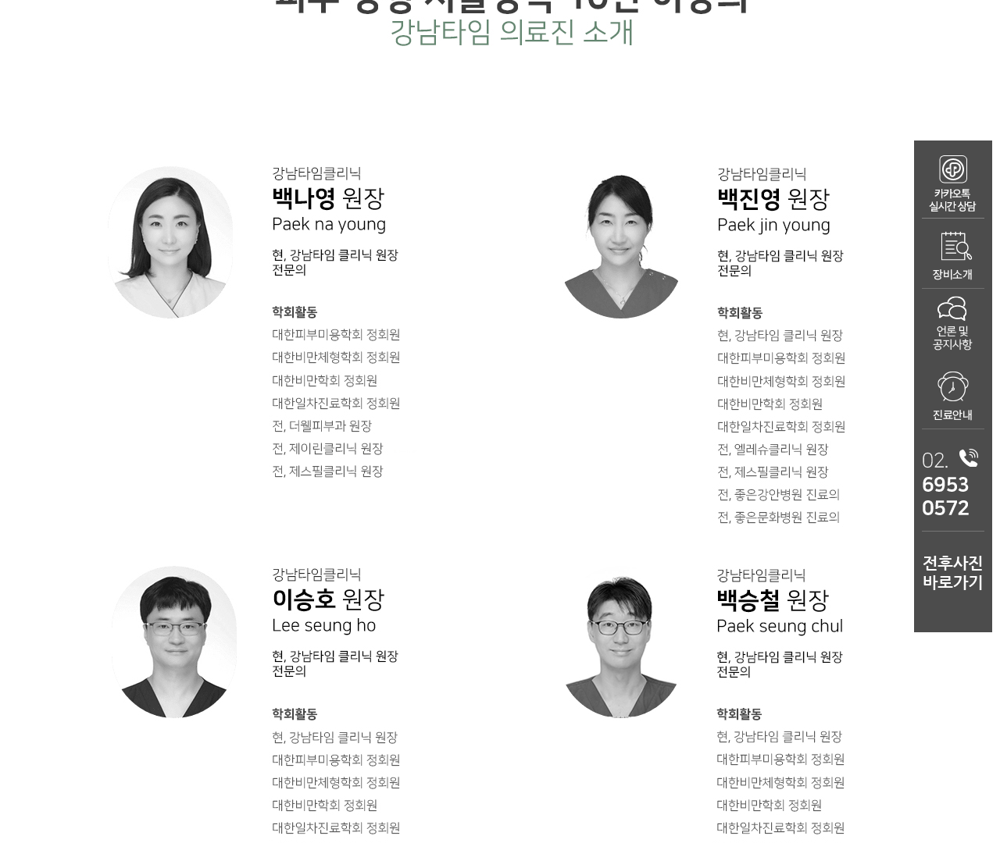 강남타임 의료진 소개
강남타임클리닉
백나영 원장
Paek na young
현, 강남타임 클리닉 원장
전문의
학회활동
대한피부미용학회 정회원
대한비만체형학회 정회원
대한비만학회 정회원
대한일차진료학회 정회원
전, 더웰피부과 원장
전, 제이린클리닉 원장
전, 제스필클리닉 원장
강남타임클리닉
백진영 원장
Paek jin young
현, 강남타임 클리닉 원장
전문의
학회활동
현, 강남타임 클리닉 원장
대한피부미용학회 정회원
대한비만체형학회 정회원
대한비만학회 정회원
대한일차진료학회 정회원
전, 엘레슈클리닉 원장
전, 제스필클리닉 원장
전, 좋은강안병원 진료의
전, 좋은문화병원 진료의
강남타임클리닉
이승호 원장
Lee seung ho
현, 강남타임 클리닉 원장
전문의
학회활동
현, 강남타임 클리닉 원장
대한피부미용학회 정회원
대한비만체형학회 정회원
대한비만학회 정회원
대한일차진료학회 정회원
강남타임클리닉
백승철 원장
Paek seung chul
현, 강남타임 클리닉 원장
전문의
학회활동
현, 강남타임 클리닉 원장
대한피부미용학회 정회원
대한비만체형학회 정회원
대한비만학회 정회원
대한일차진료학회 정회원
카카오톡
실시간 상담
장비소개
언론 및
공지사항
진료안내
02.
6953
0572
전후사진
바로가기